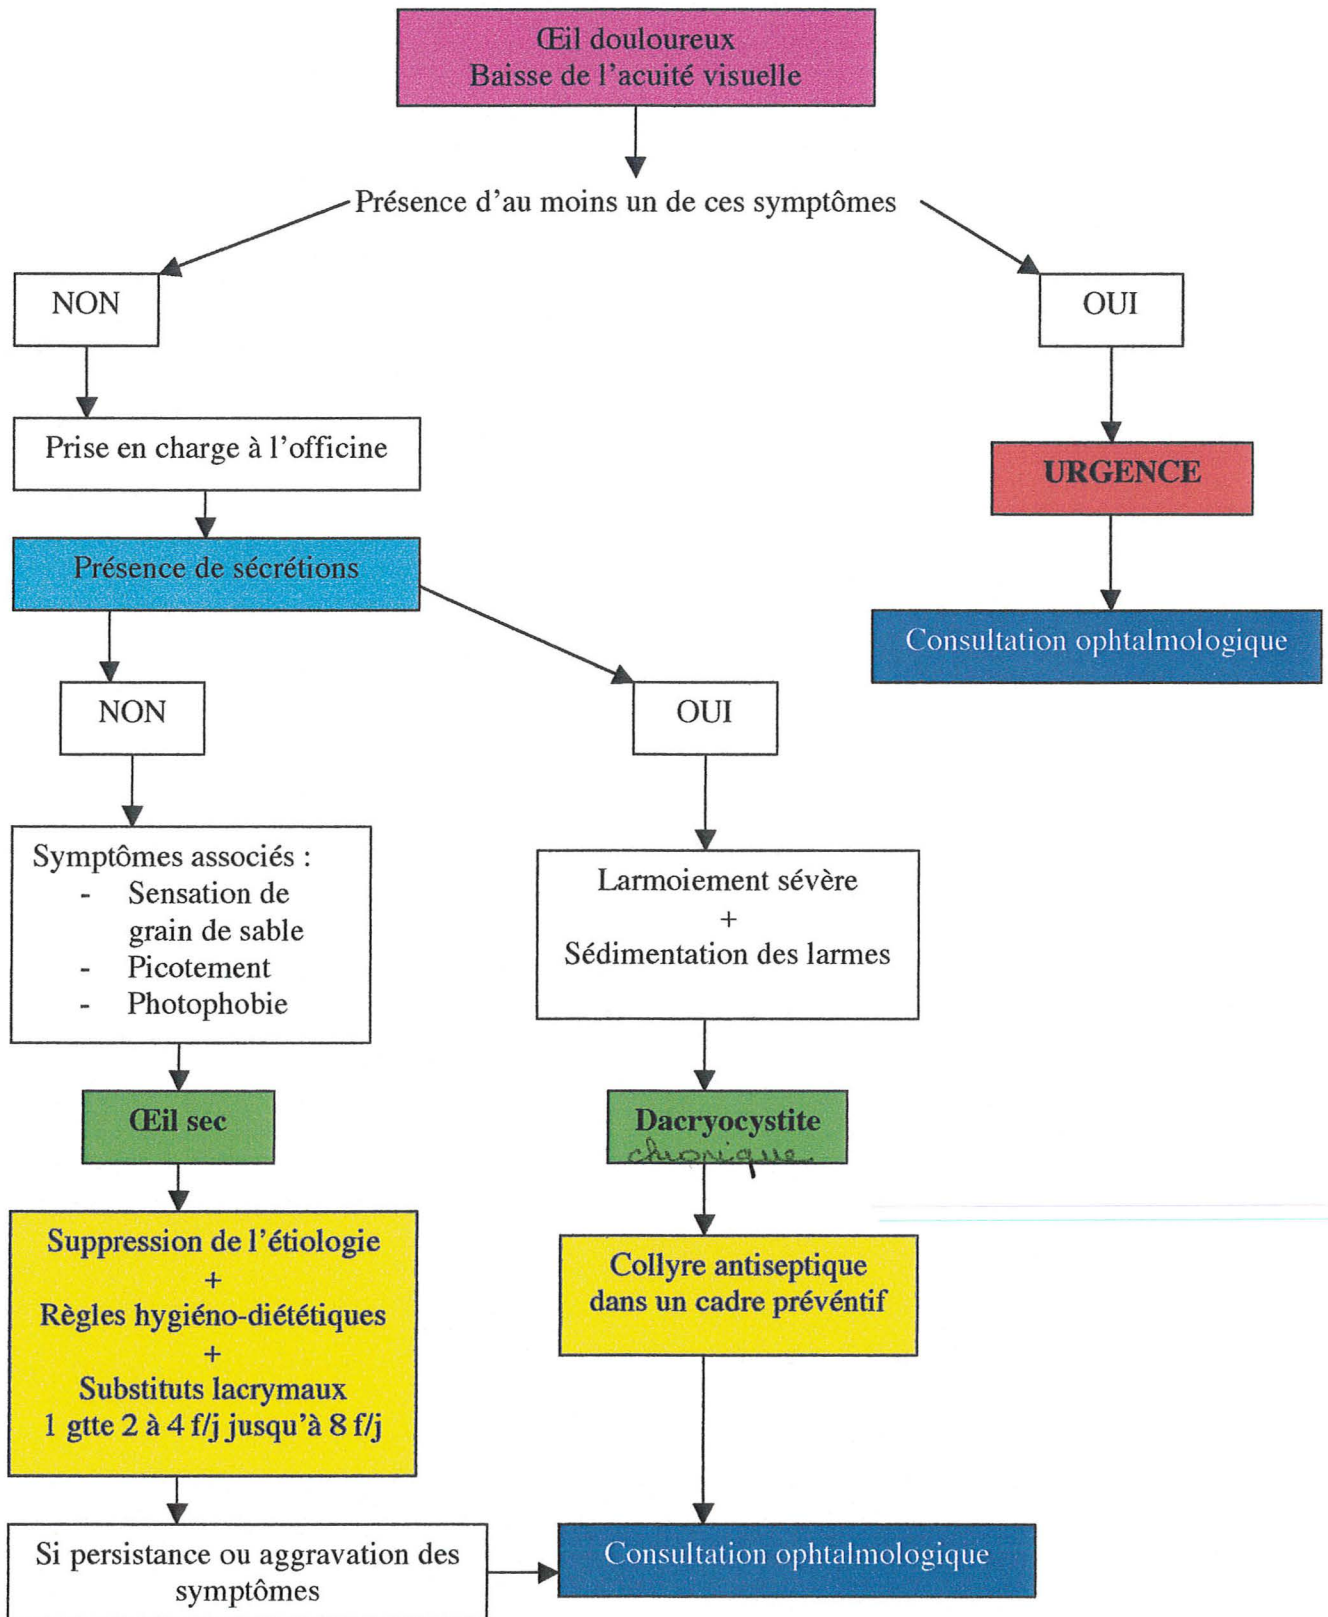 Œil douloureux
Baisse de l'acuité visuelle
Présence d'au moins un de ces symptômes
NON
OUI
Prise en charge à l'officine
URGENCE
Présence de sécrétions
Consultation ophtalmologique
NON
OUI
Symptômes associés :
- Sensation de
grain de sable
- Picotement
- Photophobie
Larmoiement sévère
+
Sédimentation des larmes
Œil sec
Dacryocystite
chronique.
Suppression de l'étiologie
+
Règles hygiéno-diététiques
+
Substituts lacrymaux
1 gtte 2 à 4 f/j jusqu'à 8 f/j
Collyre antiseptique
dans un cadre préventif
Si persistance ou aggravation des
symptômes
Consultation ophtalmologique